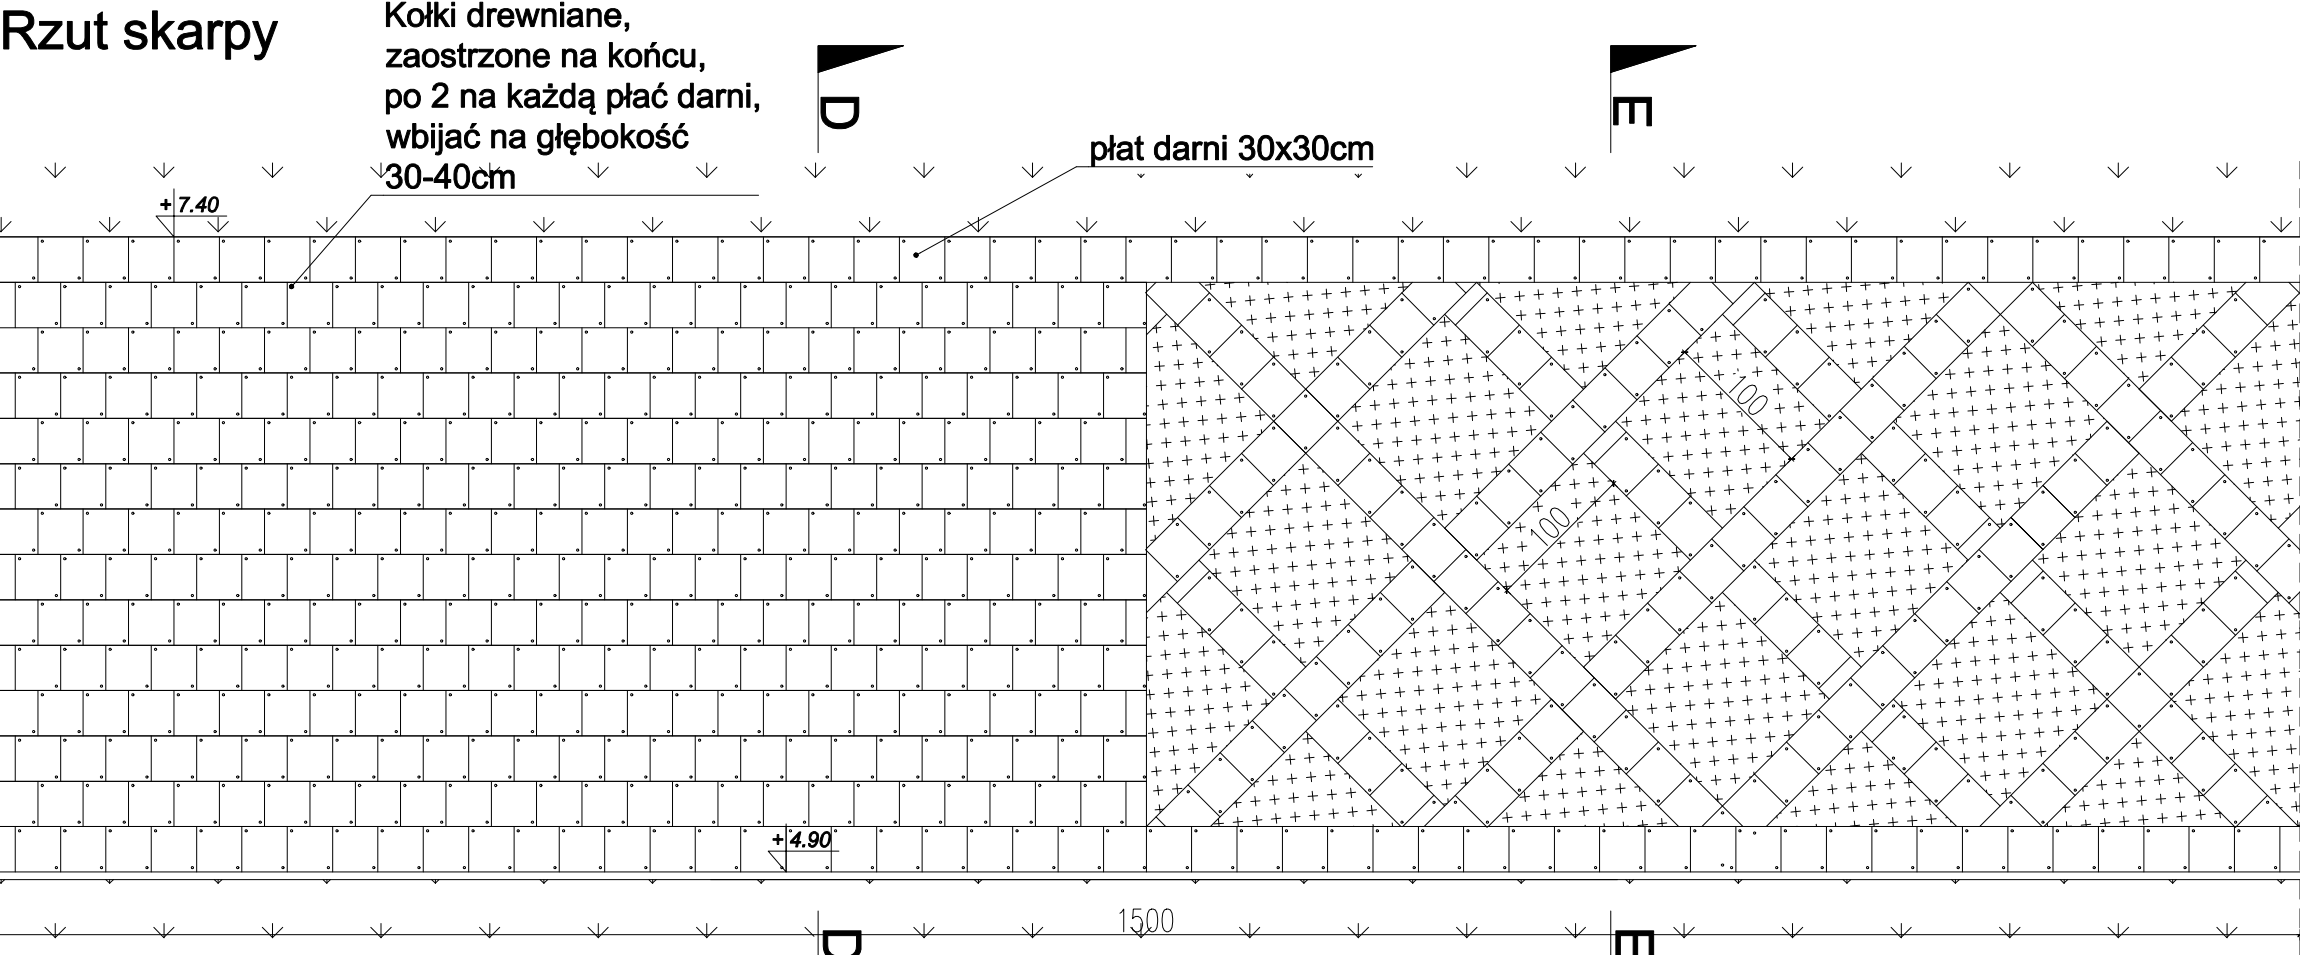 Rzut skarpy
Kołki drewniane,
zaostrzone na końcu,
po 2 na każdą płać darni,
wbijać na głębokość
30-40cm
D
E
płat darni 30x30cm
+7.40
100
100
+4.90
1500
D
E